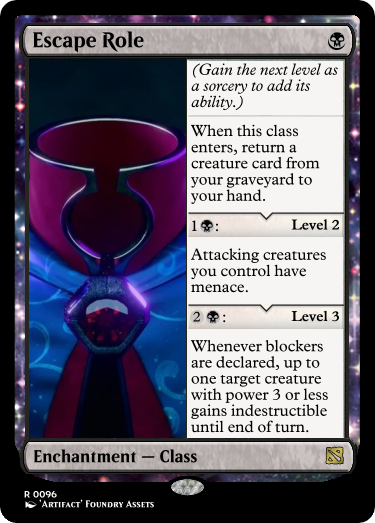 Escape Role
(Gain the next level as
a sorcery to add its
ability.)
When this class
enters, return a
creature card from
your graveyard to
your hand.
1 : Level 2
Attacking creatures
you control have
menace.
2 : Level 3
Whenever blockers
are declared, up to
one target creature
with power 3 or less
gains indestructible
until end of turn.
Enchantment — Class
R 0096
'Artifact' Foundry Assets